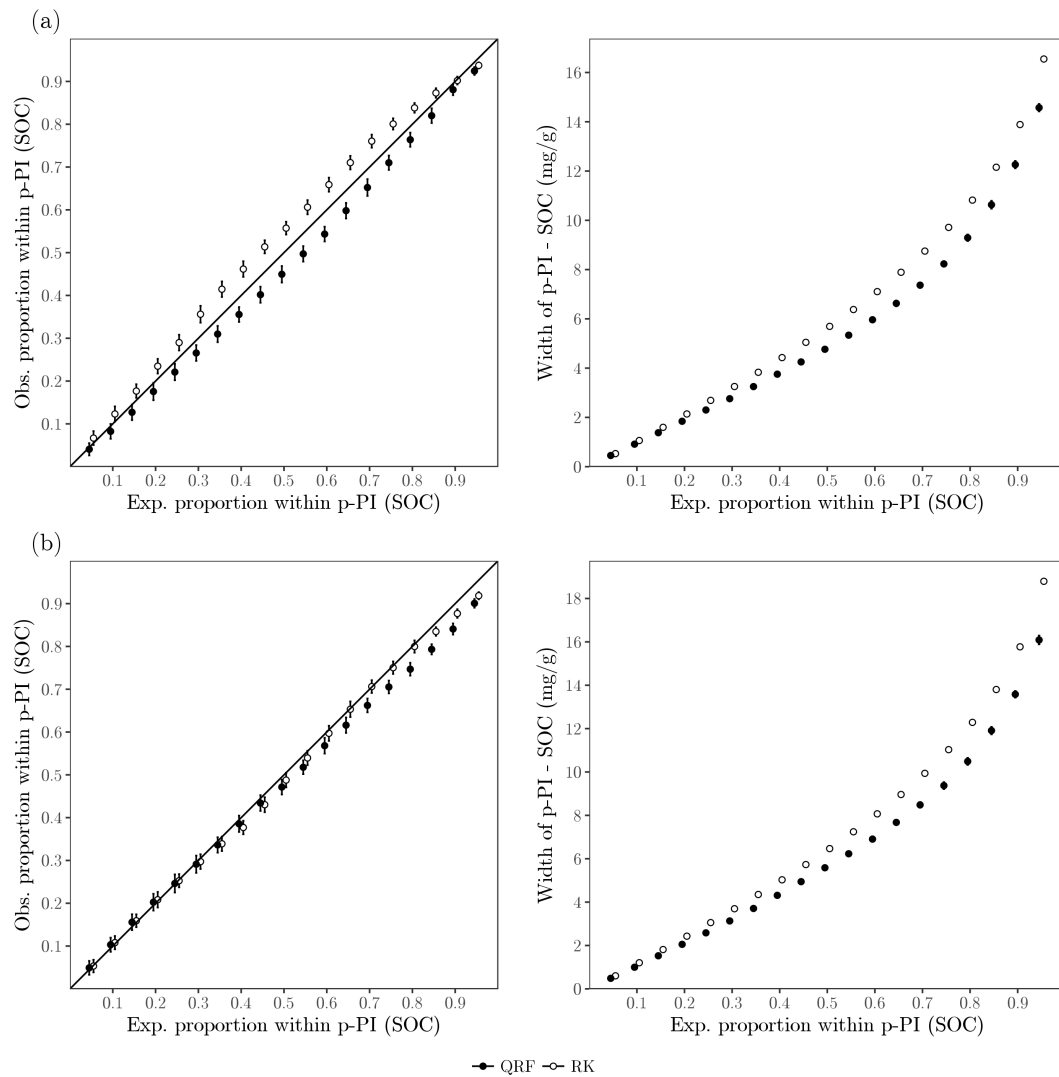 (a)
Obs. proportion within p-PI (SOC)
0.9
0.8
0.7
0.6
0.5
0.4
0.3
0.2
0.1
0.1 0.2 0.3 0.4 0.5 0.6 0.7 0.8 0.9
Exp. proportion within p-PI (SOC)
Width of p-PI - SOC (mg/g)
16
14
12
10
8
6
4
2
0
0.1 0.2 0.3 0.4 0.5 0.6 0.7 0.8 0.9
Exp. proportion within p-PI (SOC)
(b)
Obs. proportion within p-PI (SOC)
0.9
0.8
0.7
0.6
0.5
0.4
0.3
0.2
0.1
0.1 0.2 0.3 0.4 0.5 0.6 0.7 0.8 0.9
Exp. proportion within p-PI (SOC)
Width of p-PI - SOC (mg/g)
18
16
14
12
10
8
6
4
2
0
0.1 0.2 0.3 0.4 0.5 0.6 0.7 0.8 0.9
Exp. proportion within p-PI (SOC)
QRF RK